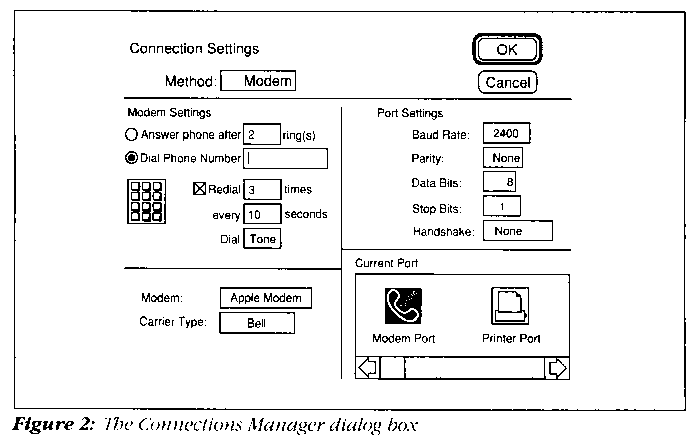 Connection Settings
OK
Method: Modem
Cancel
Modem Settings
Answer phone after 2 ring(s)
Dial Phone Number
Redial 3 times
every 10 seconds
Dial Tone
Port Settings
Baud Rate: 2400
Parity: None
Data Bits: 8
Stop Bits: 1
Handshake: None
Modem: Apple Modem
Carrier Type: Bell
Current Port
Modem Port Printer Port
Figure 2: The Connections Manager dialog box